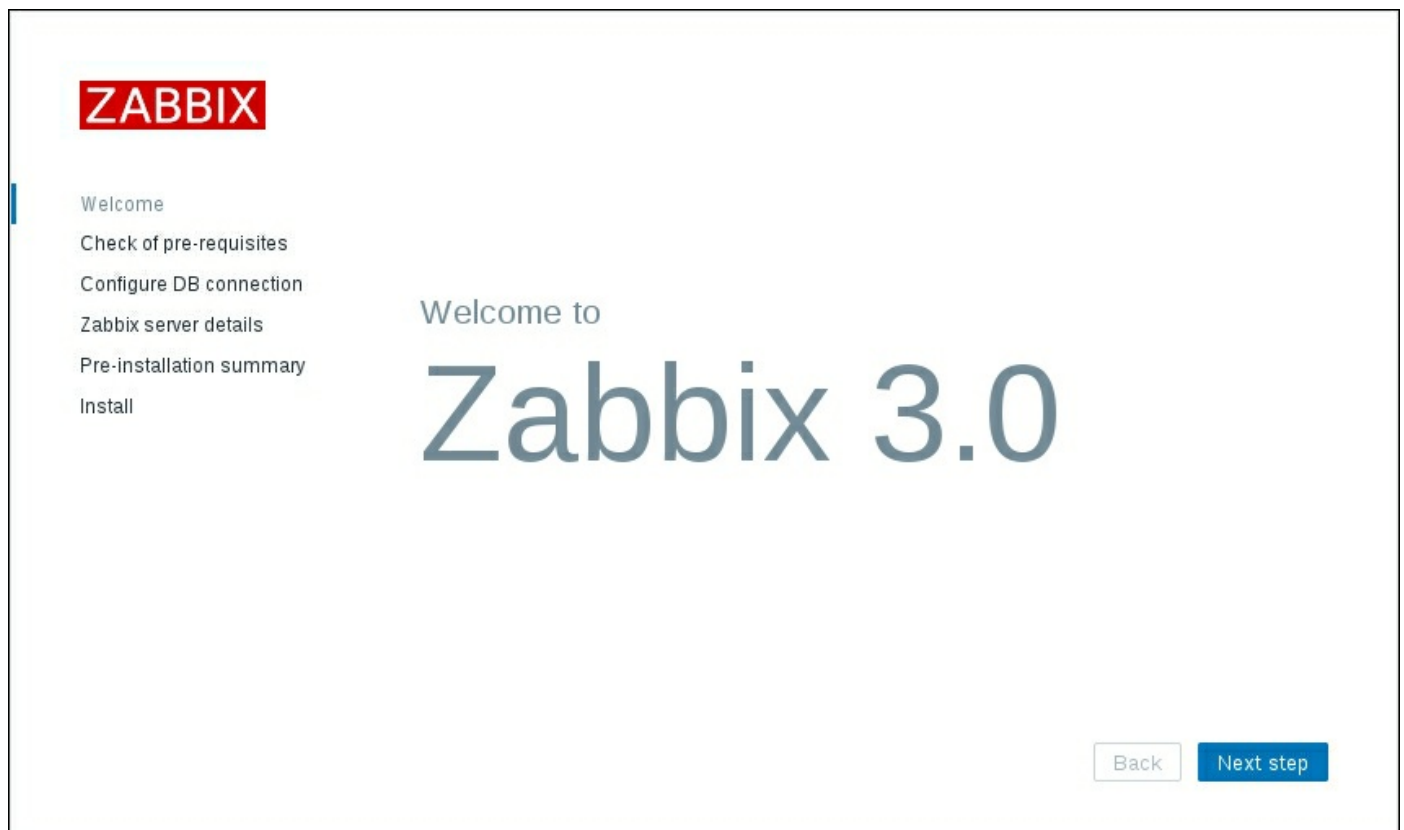 ZABBIX
Welcome
Check of pre-requisites
Configure DB connection
Zabbix server details
Pre-installation summary
Install
Welcome to
Zabbix 3.0
Back
Next step